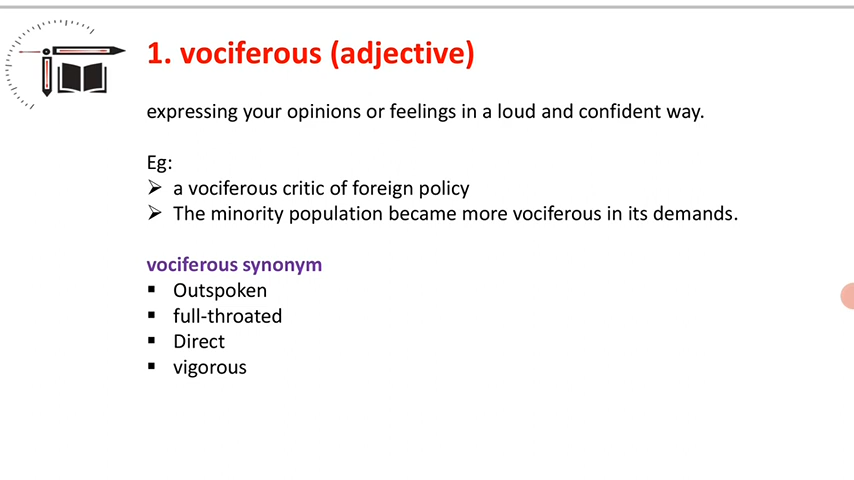 1. vociferous (adjective)
expressing your opinions or feelings in a loud and confident way.
Eg:
➢ a vociferous critic of foreign policy
➢ The minority population became more vociferous in its demands.
vociferous synonym
▪ Outspoken
▪ full-throated
▪ Direct
▪ vigorous